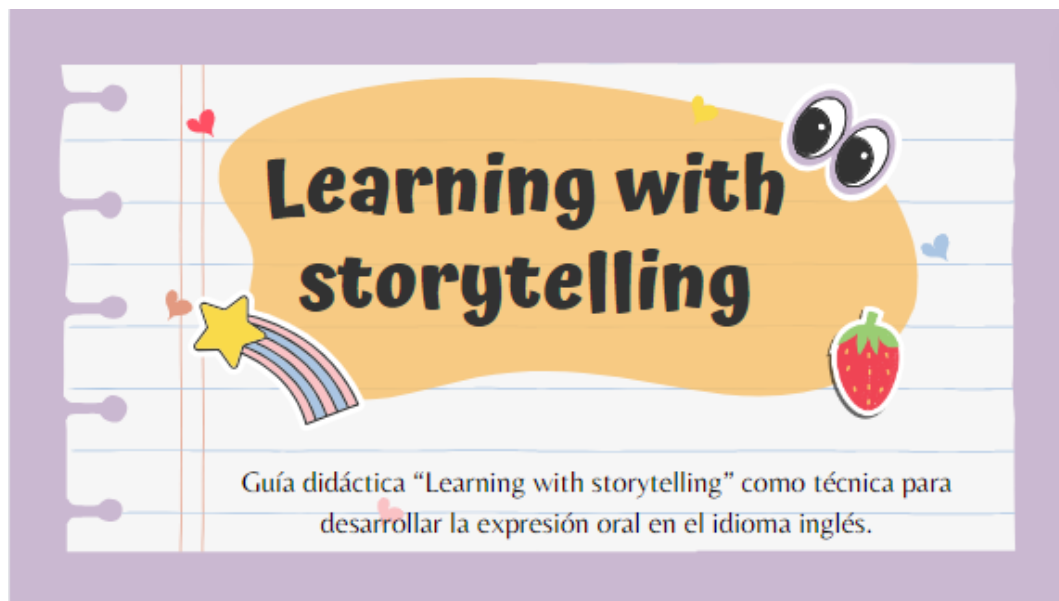 Learning with
storytelling
Guía didáctica “Learning with storytelling” como técnica para
desarrollar la expresión oral en el idioma inglés.